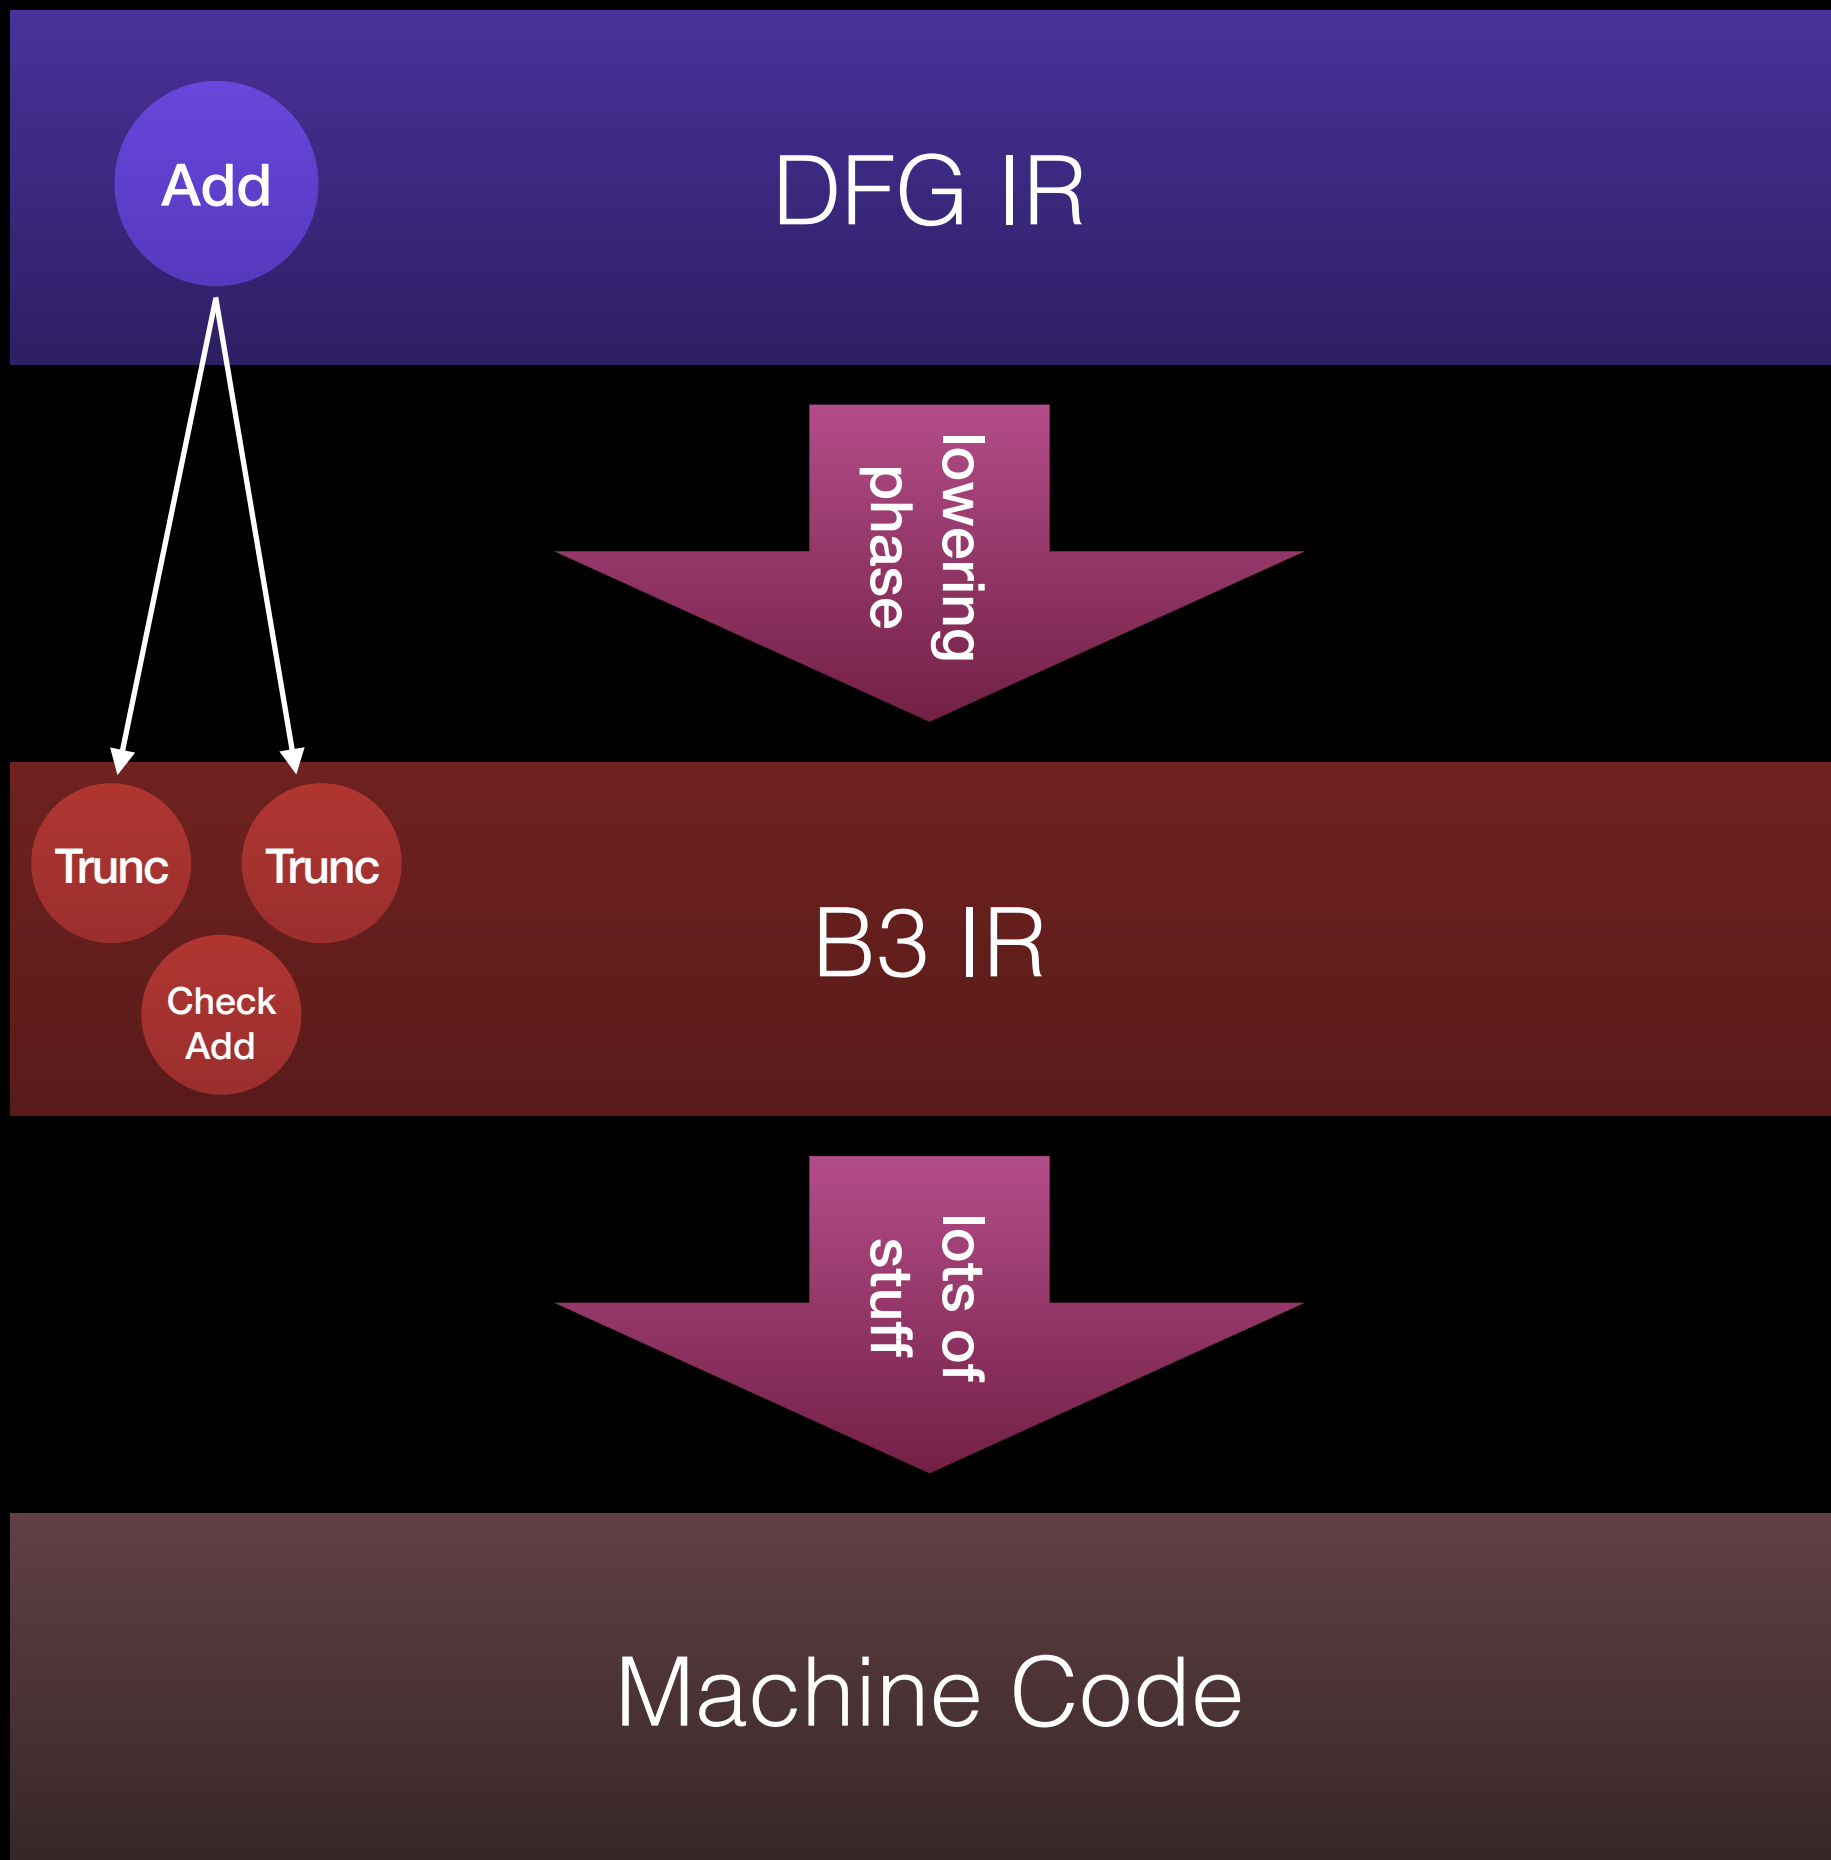 Add
DFG IR
lowering
phase
Trunc
Trunc
Check
Add
B3 IR
lots of
stuff
Machine Code